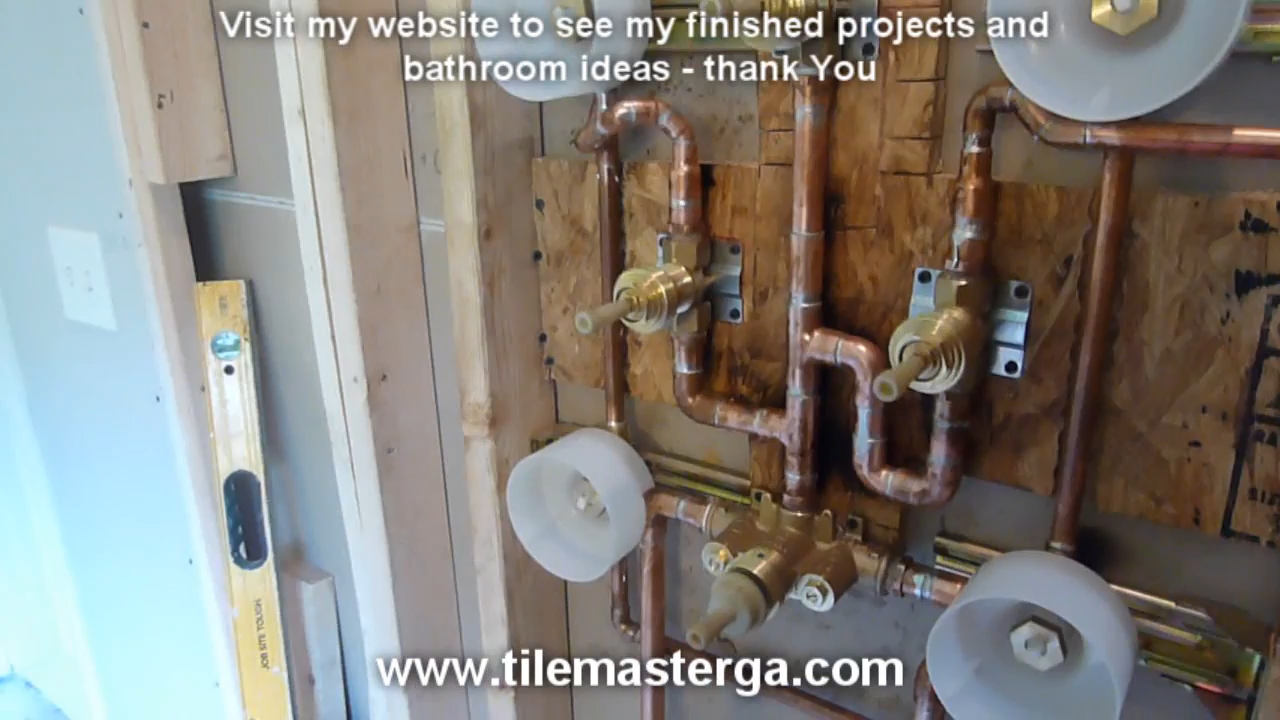 Visit my website to see my finished projects and
bathroom ideas - thank You
JOB SITE TOUGH
www.tilemasterga.com